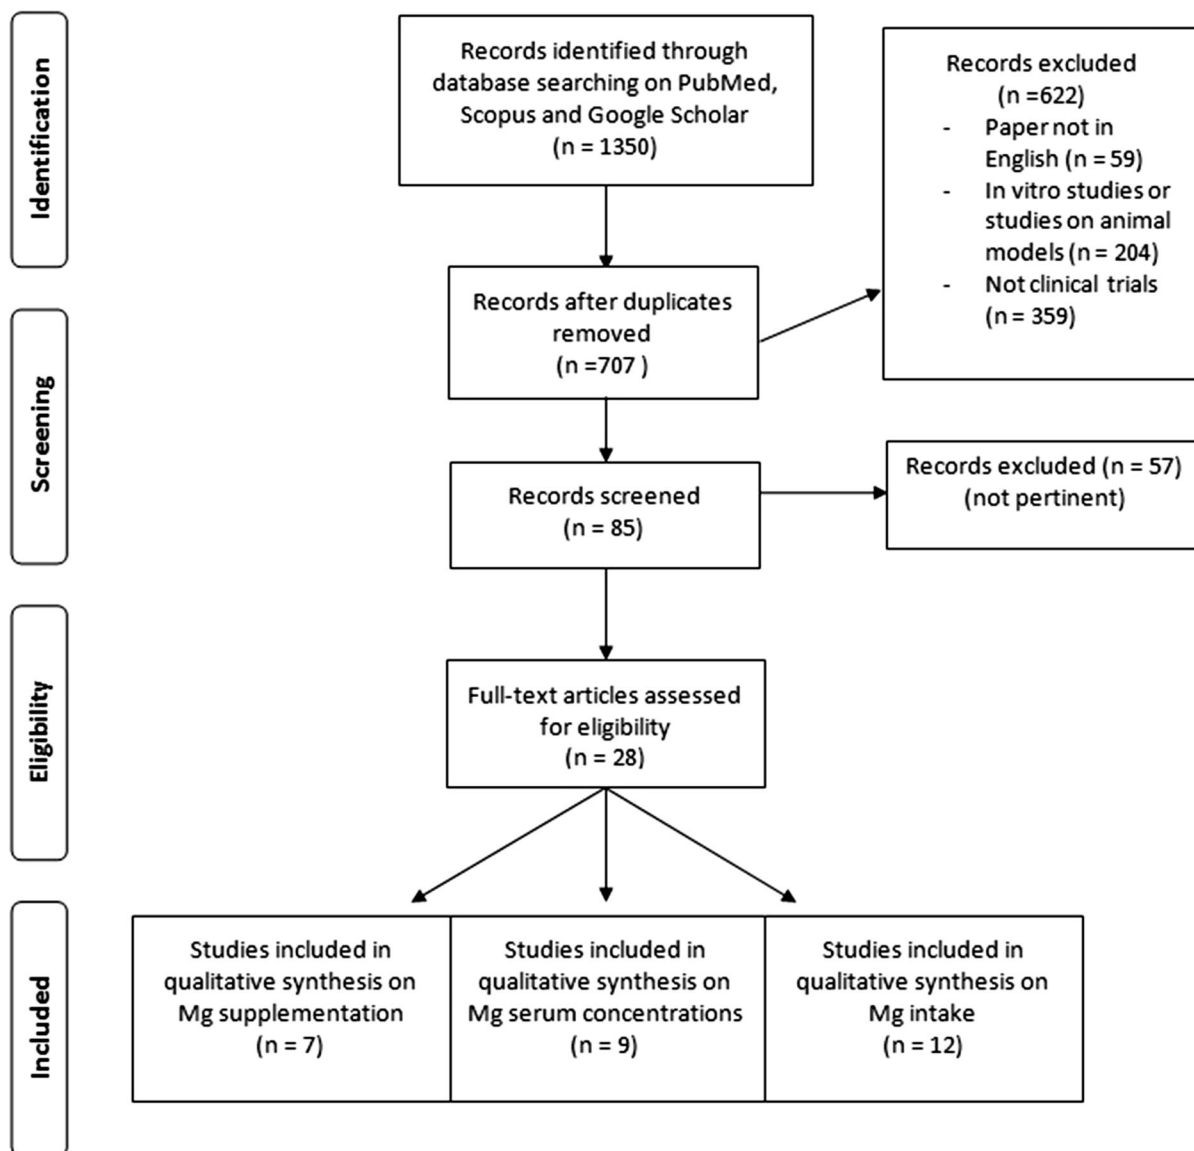 Identification
Records identified through
database searching on PubMed,
Scopus and Google Scholar
(n = 1350)
Records excluded
(n =622)
- Paper not in
English (n = 59)
- In vitro studies or
studies on animal
models (n = 204)
- Not clinical trials
(n = 359)
Screening
Records after duplicates
removed
(n =707 )
Records screened
(n = 85)
Records excluded (n = 57)
(not pertinent)
Eligibility
Full-text articles assessed
for eligibility
(n = 28)
Included
Studies included in
qualitative synthesis on
Mg supplementation
(n = 7)
Studies included in
qualitative synthesis on
Mg serum concentrations
(n = 9)
Studies included in
qualitative synthesis on
Mg intake
(n = 12)